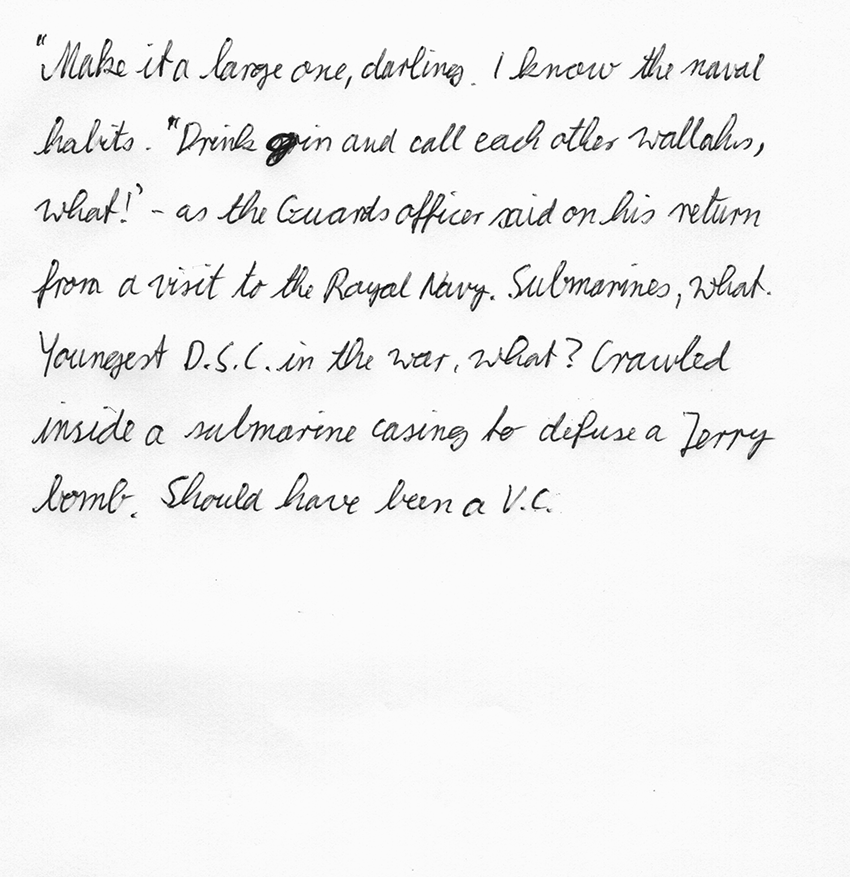 "Make it a large one, darling. I know the naval
habits. "Drink gin and call each other wallahs,
what!" - as the Guards officer said on his return
from a visit to the Royal Navy. Submarines, what.
Youngest D.S.C. in the war, what? Crawled
inside a submarine casing to defuse a Jerry
bomb. Should have been a V.C.